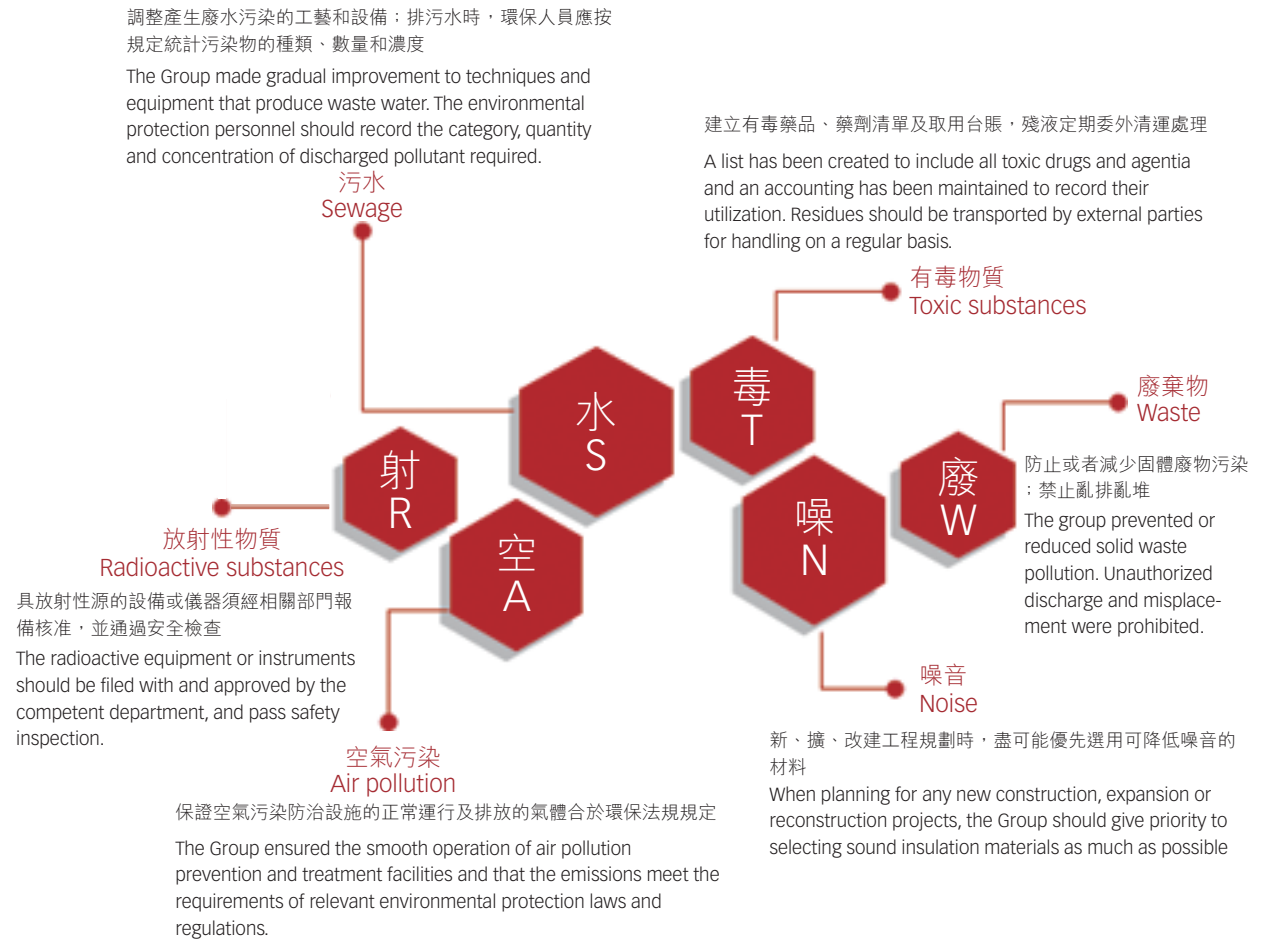 調整產生廢水污染的工藝和設備；排污水時，環保人員應按
規定統計污染物的種類、數量和濃度
The Group made gradual improvement to techniques and
equipment that produce waste water. The environmental
protection personnel should record the category, quantity
and concentration of discharged pollutant required.
污水
Sewage
建立有毒藥品、藥劑清單及取用台賬，殘液定期委外清運處理
A list has been created to include all toxic drugs and agentia
and an accounting has been maintained to record their
utilization. Residues should be transported by external parties
for handling on a regular basis.
有毒物質
Toxic substances
毒
T
水
S
廢棄物
Waste
防止或者減少固體廢物污染
；禁止亂排亂堆
The group prevented or
reduced solid waste
pollution. Unauthorized
discharge and misplace-
ment were prohibited.
射
R
廢
W
噪
N
空
A
放射性物質
Radioactive substances
具放射性源的設備或儀器須經相關部門報
備核准，並通過安全檢查
The radioactive equipment or instruments
should be filed with and approved by the
competent department, and pass safety
inspection.
噪音
Noise
新、擴、改建工程規劃時，盡可能優先選用可降低噪音的
材料
When planning for any new construction, expansion or
reconstruction projects, the Group should give priority to
selecting sound insulation materials as much as possible
空氣污染
Air pollution
保證空氣污染防治設施的正常運行及排放的氣體合於環保法規規定
The Group ensured the smooth operation of air pollution
prevention and treatment facilities and that the emissions meet the
requirements of relevant environmental protection laws and
regulations.